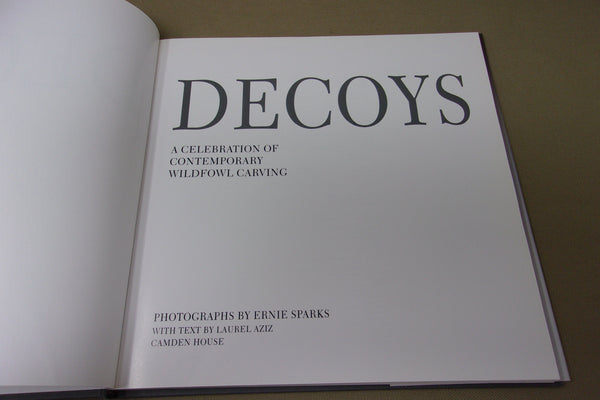 DECOYS
A CELEBRATION OF
CONTEMPORARY
WILDFOWL CARVING
PHOTOGRAPHS BY ERNIE SPARKS
WITH TEXT BY LAUREL AZIZ
CAMDEN HOUSE